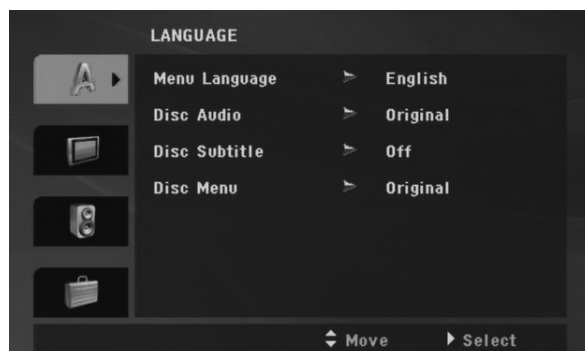 LANGUAGE
A
Menu Language English
Disc Audio Original
Disc Subtitle Off
Disc Menu Original
Move Select